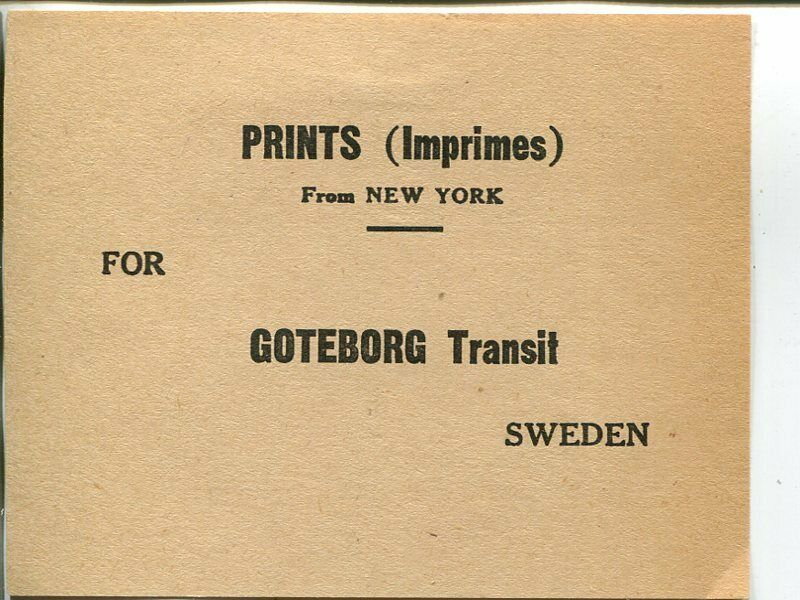 PRINTS (Imprimes)
From NEW YORK
FOR
GOTEBORG Transit
SWEDEN